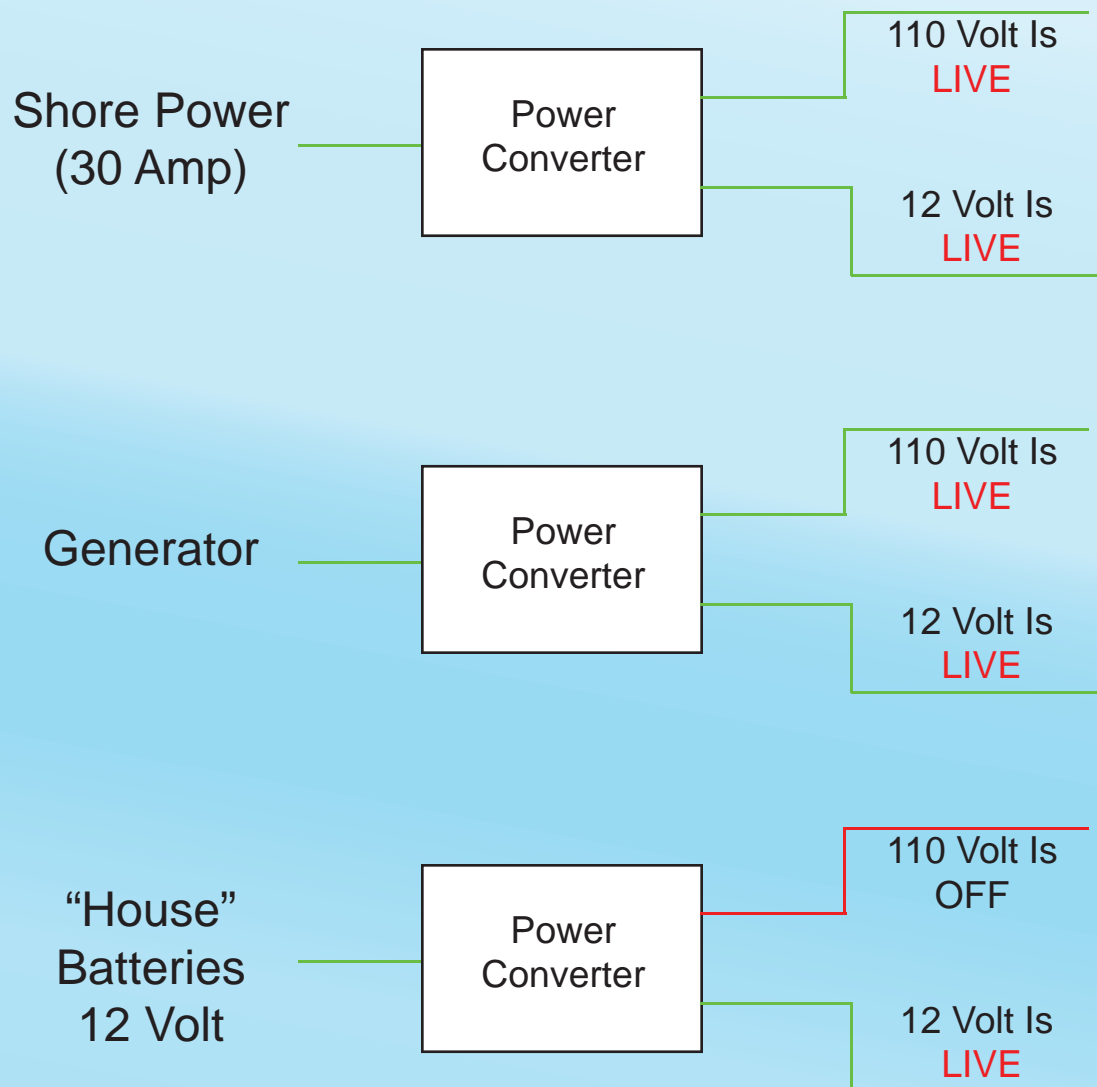 Shore Power
(30 Amp)
Power
Converter
110 Volt Is
LIVE
12 Volt Is
LIVE
Generator
Power
Converter
110 Volt Is
LIVE
12 Volt Is
LIVE
“House”
Batteries
12 Volt
Power
Converter
110 Volt Is
OFF
12 Volt Is
LIVE